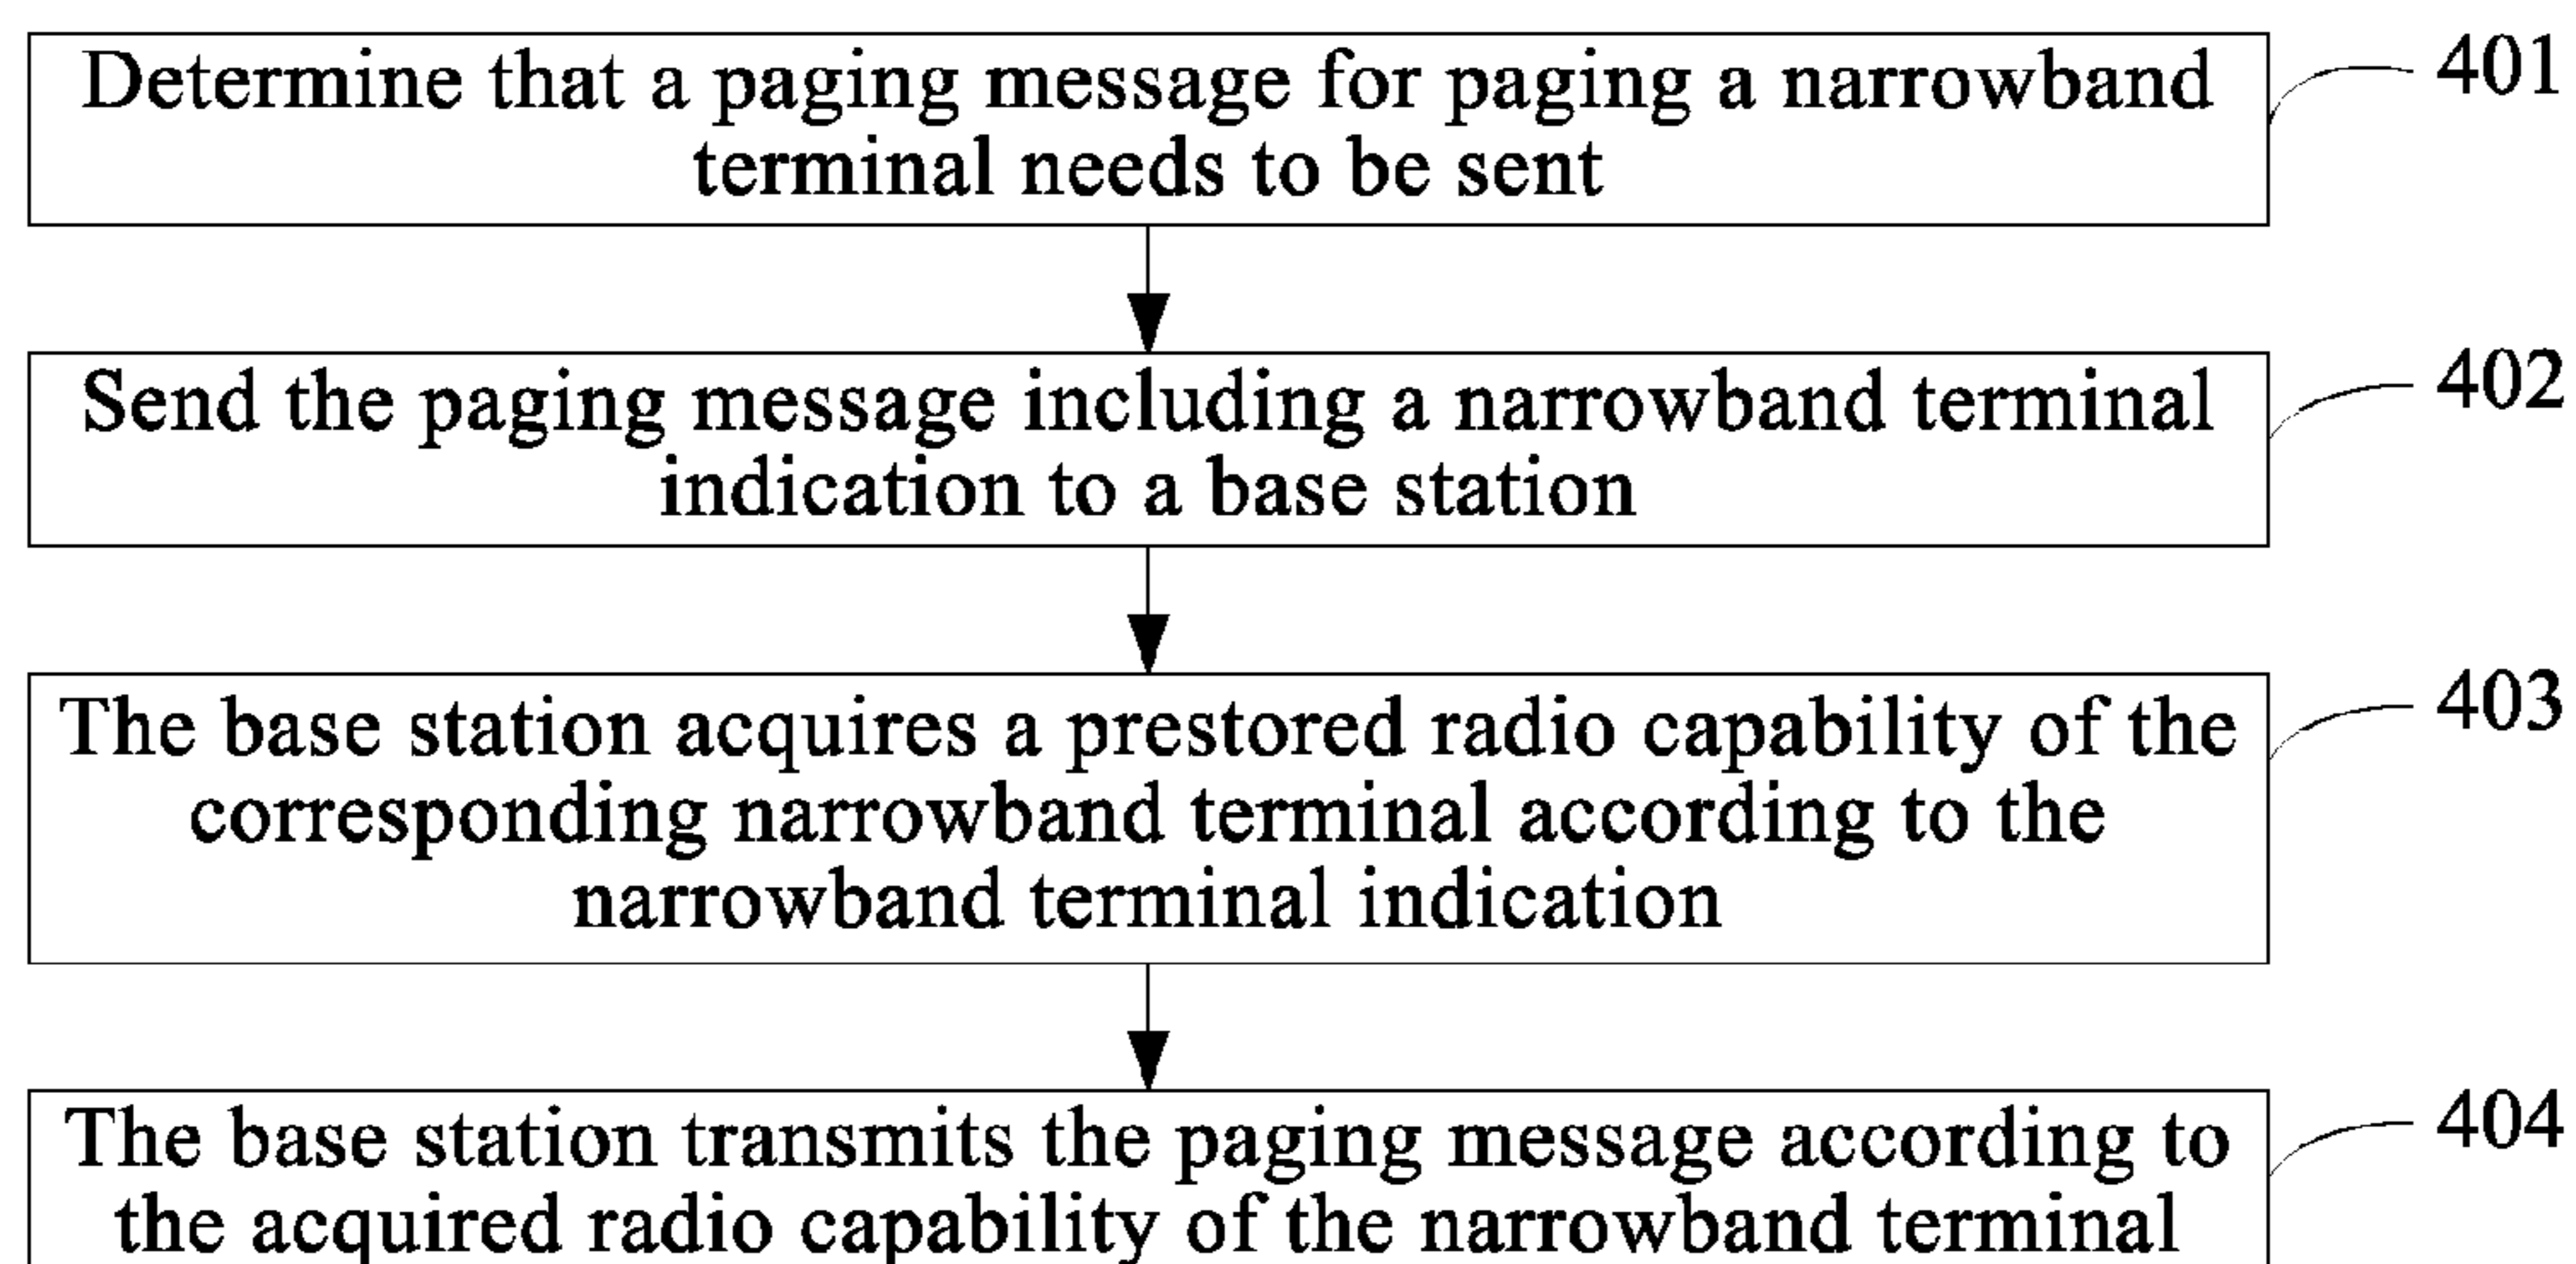 Determine that a paging message for paging a narrowband
terminal needs to be sent
401
Send the paging message including a narrowband terminal
indication to a base station
402
The base station acquires a prestored radio capability of the
corresponding narrowband terminal according to the
narrowband terminal indication
403
The base station transmits the paging message according to
the acquired radio capability of the narrowband terminal
404